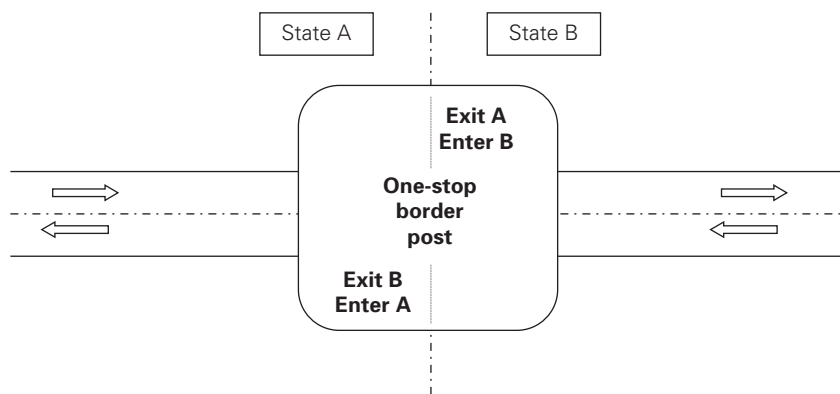 State A
State B
Exit A
Enter B
One-stop
border
post
Exit B
Enter A